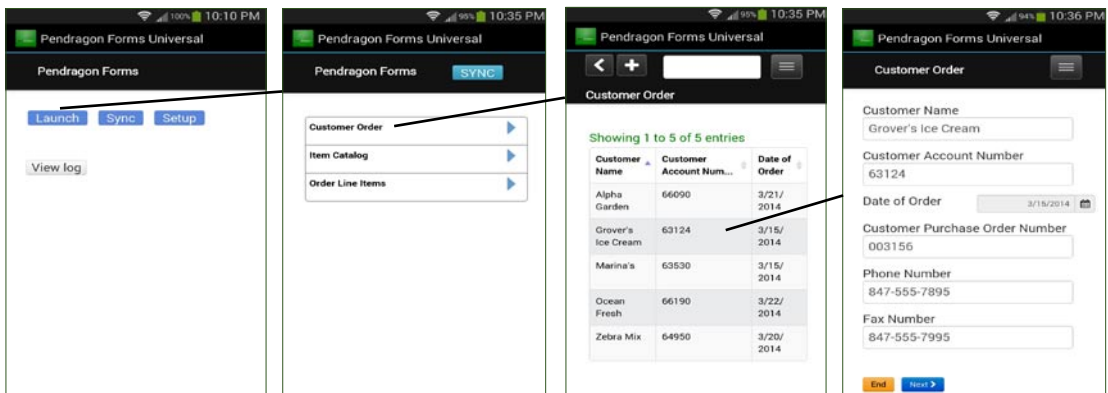 100% 10:10 PM
Pendragon Forms Universal
Pendragon Forms
Launch Sync Setup
View log
95% 10:35 PM
Pendragon Forms Universal
Pendragon Forms SYNC
Customer Order
Item Catalog
Order Line Items
95% 10:35 PM
Pendragon Forms Universal
Customer Order
Showing 1 to 5 of 5 entries
Customer Name Customer Account Num... Date of Order
Alpha Garden 66090 3/21/2014
Grover's Ice Cream 63124 3/15/2014
Marina's 63530 3/15/2014
Ocean Fresh 66190 3/22/2014
Zebra Mix 64950 3/20/2014
94% 10:36 PM
Pendragon Forms Universal
Customer Order
Customer Name
Grover's Ice Cream
Customer Account Number
63124
Date of Order 3/15/2014
Customer Purchase Order Number
003156
Phone Number
847-555-7895
Fax Number
847-555-7995
End Next